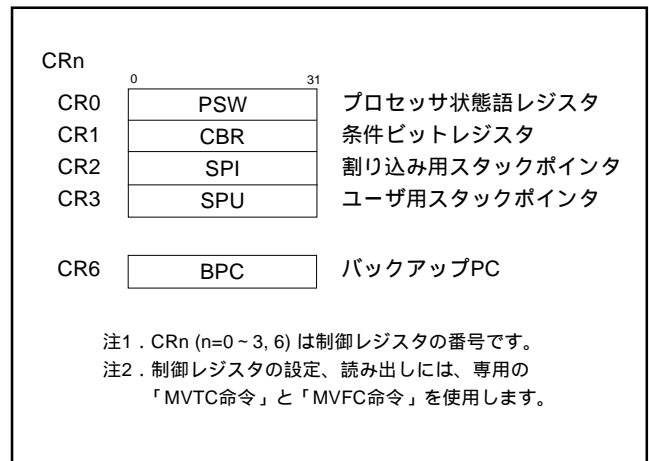 CRn
0 31
CR0 PSW プロセッサ状態語レジスタ
CR1 CBR 条件ビットレジスタ
CR2 SPI 割り込み用スタックポインタ
CR3 SPU ユーザ用スタックポインタ
CR6 BPC バックアップPC
注1．CRn (n=0～3, 6) は制御レジスタの番号です。
注2．制御レジスタの設定、読み出しには、専用の
「MVTC命令」と「MVFC命令」を使用します。